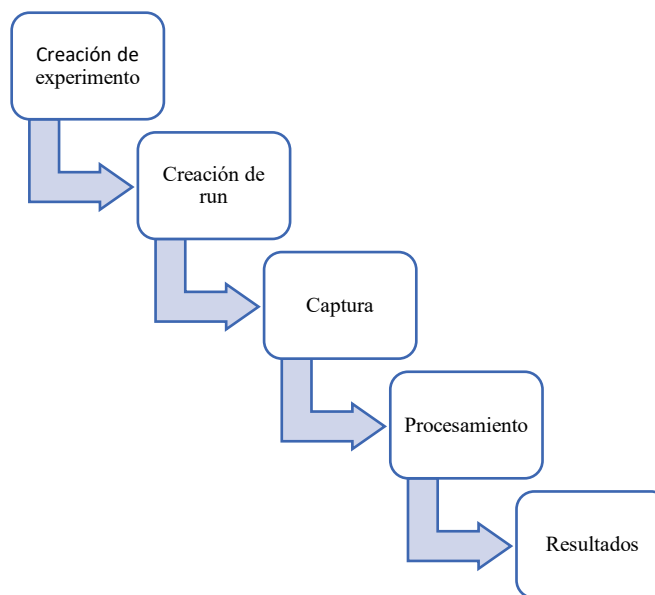 Creación de
experimento
Creación de
run
Captura
Procesamiento
Resultados